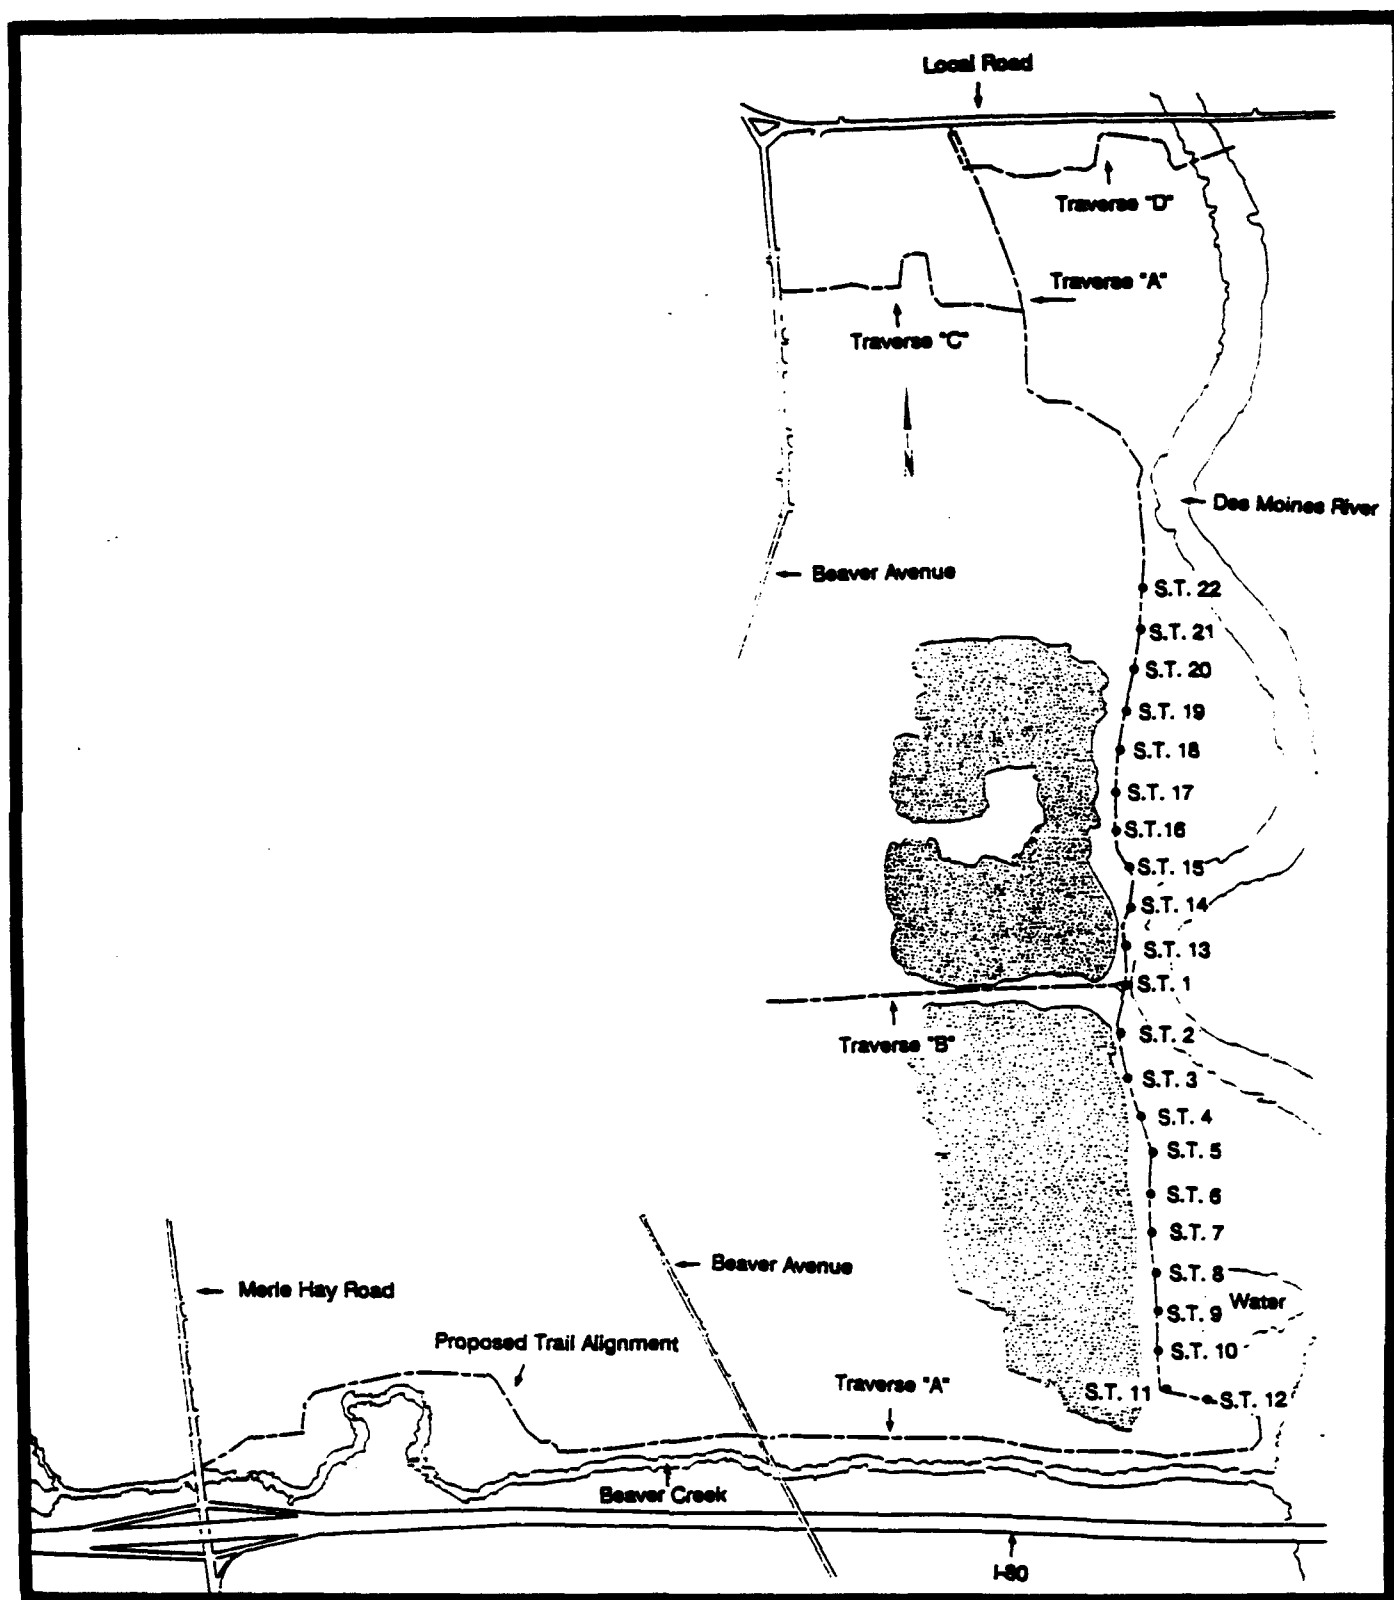 Local Road
Traverse "D"
Traverse "A"
Traverse "C"
Des Moines River
Beaver Avenue
S.T. 22
S.T. 21
S.T. 20
S.T. 19
S.T. 18
S.T. 17
S.T.16
S.T. 15
S.T. 14
S.T. 13
S.T. 1
S.T. 2
Traverse "B"
S.T. 3
S.T. 4
S.T. 5
S.T. 6
S.T. 7
Beaver Avenue
S.T. 8
Merle Hay Road
Water
S.T. 9
Proposed Trail Alignment
S.T. 10
Traverse "A"
S.T. 11
S.T. 12
Beaver Creek
I-80